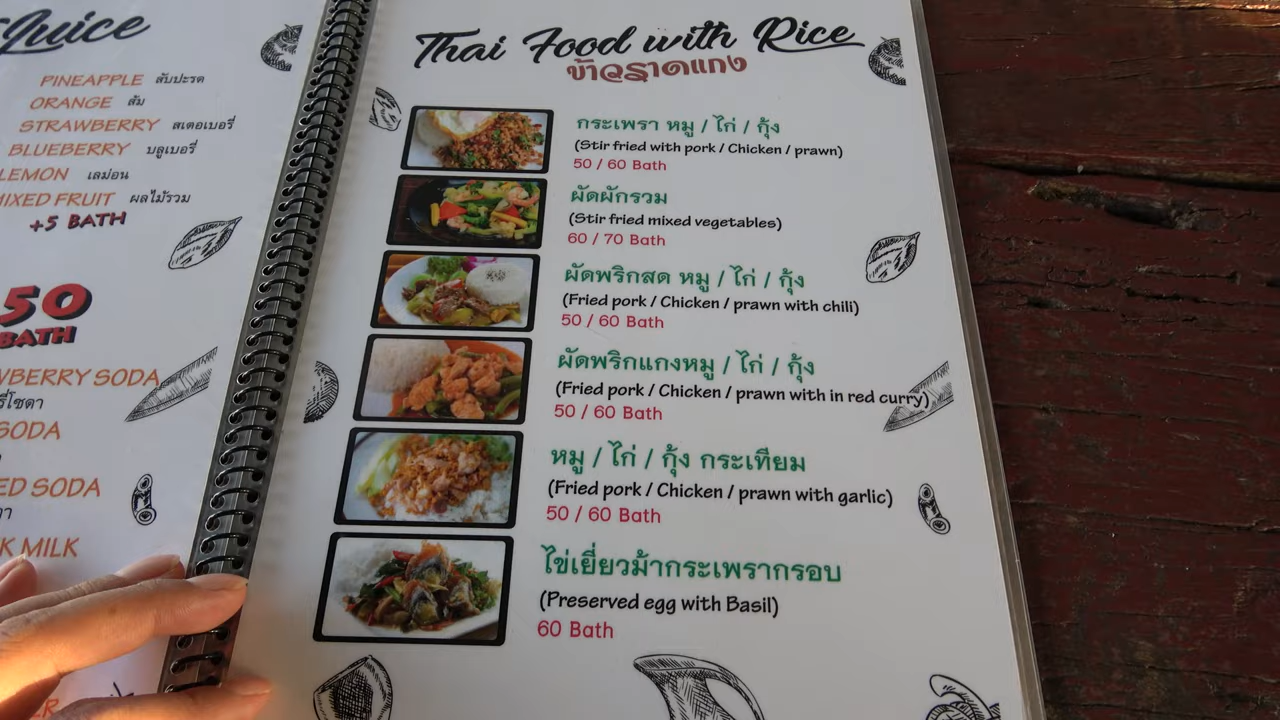 Juice
PINEAPPLE สับปะรด
ORANGE ส้ม
STRAWBERRY สตอเบอรี่
BLUEBERRY บลูเบอรี่
LEMON เลม่อน
MIXED FRUIT ผลไม้รวม
+5 BATH
50
BATH
SODA
SODA
SODA
MILK
Thai Food with Rice
ข้าวราดแกง
กระเพรา หมู / ไก่ / กุ้ง
(Stir fried with pork / Chicken / prawn)
50 / 60 Bath
ผัดผักรวม
(Stir fried mixed vegetables)
60 / 70 Bath
ผัดพริกสด หมู / ไก่ / กุ้ง
(Fried pork / Chicken / prawn with chili)
50 / 60 Bath
ผัดพริกแกงหมู / ไก่ / กุ้ง
(Fried pork / Chicken / prawn with in red curry)
50 / 60 Bath
หมู / ไก่ / กุ้ง กระเทียม
(Fried pork / Chicken / prawn with garlic)
50 / 60 Bath
ไข่เยี่ยวม้ากระเพรากรอบ
(Preserved egg with Basil)
60 Bath